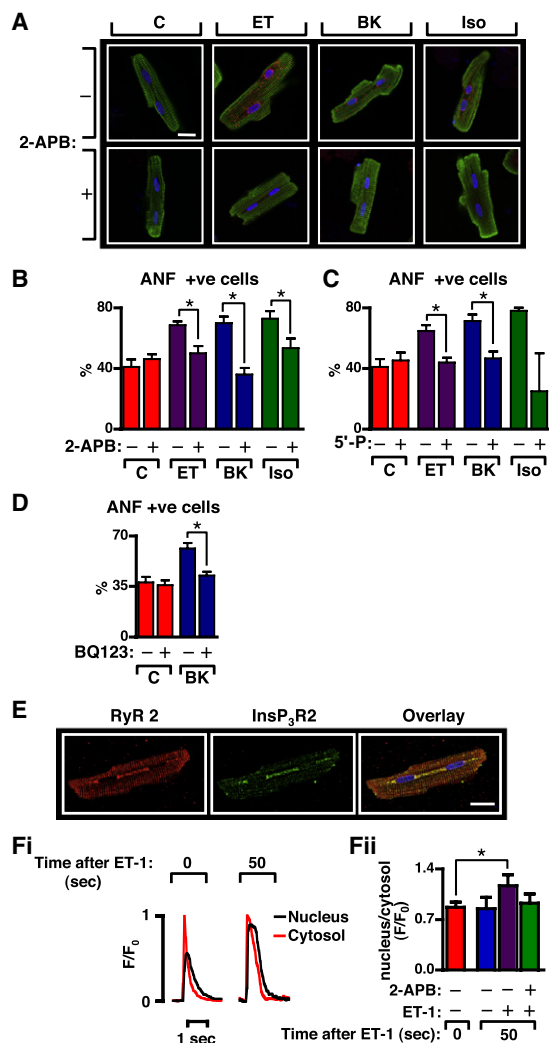 A
C ET BK Iso
2-APB:
−
+
B
ANF +ve cells
80
40
0
%
*
*
*
2-APB: − + − + − + − +
C ET BK Iso
C
ANF +ve cells
80
40
0
%
*
*
5'-P: − + − + − + − +
C ET BK Iso
D
ANF +ve cells
70
35
0
%
*
BQ123: − + − +
C BK
E
RyR 2 InsP3R2 Overlay
Fi
Time after ET-1: 0 50
(sec)
1
0
F/F0
Nucleus
Cytosol
1 sec
Fii
1.4
0.7
0.0
nucleus/cytosol
(F/F0)
*
2-APB: − − − +
ET-1: − − + +
Time after ET-1 (sec): 0 50